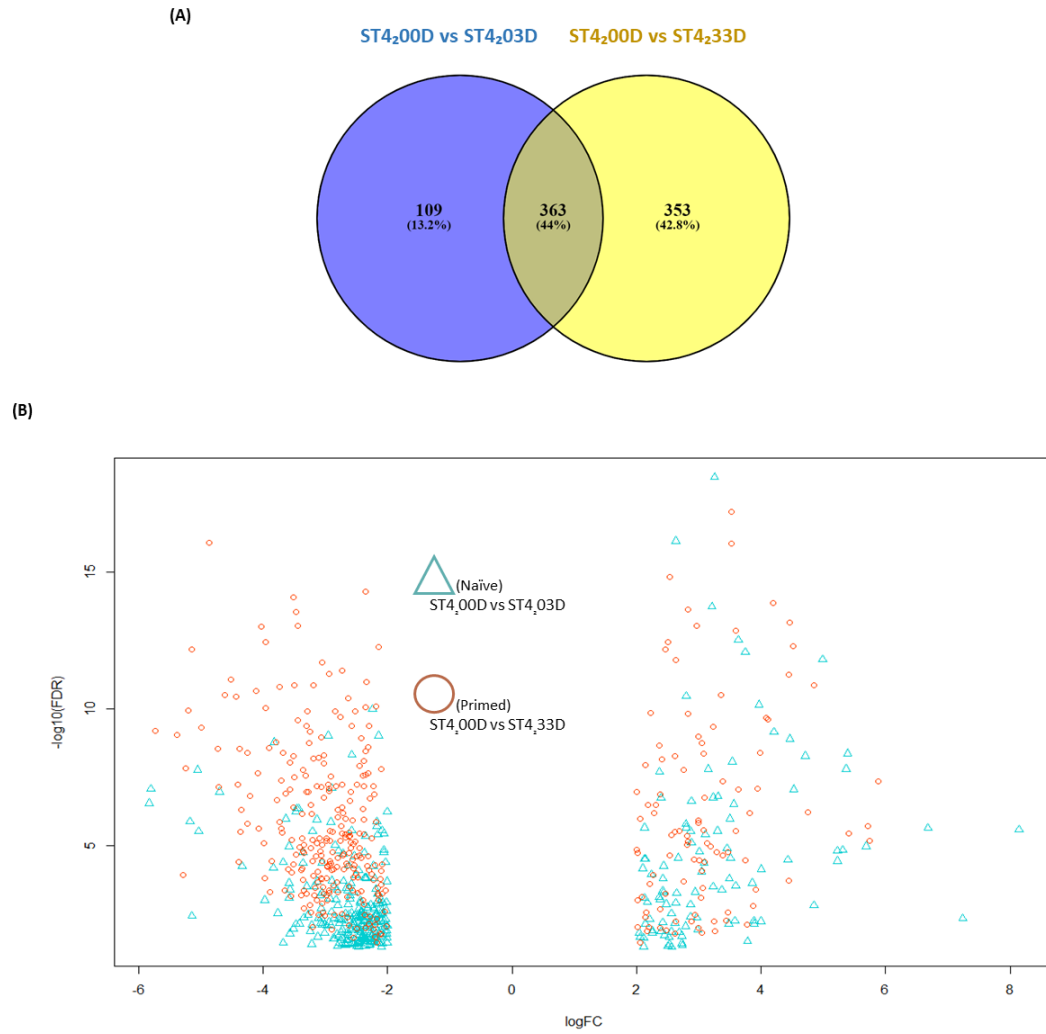 (A)
ST4₂00D vs ST4₂03D ST4₂00D vs ST4₂33D
109 363 353
(13.2%) (44%) (42.8%)
(B)
(Naïve)
ST4₂00D vs ST4₂03D
(Primed)
ST4₂00D vs ST4₂33D
15
10
5
-log10(FDR)
-6 -4 -2 0 2 4 6 8
logFC